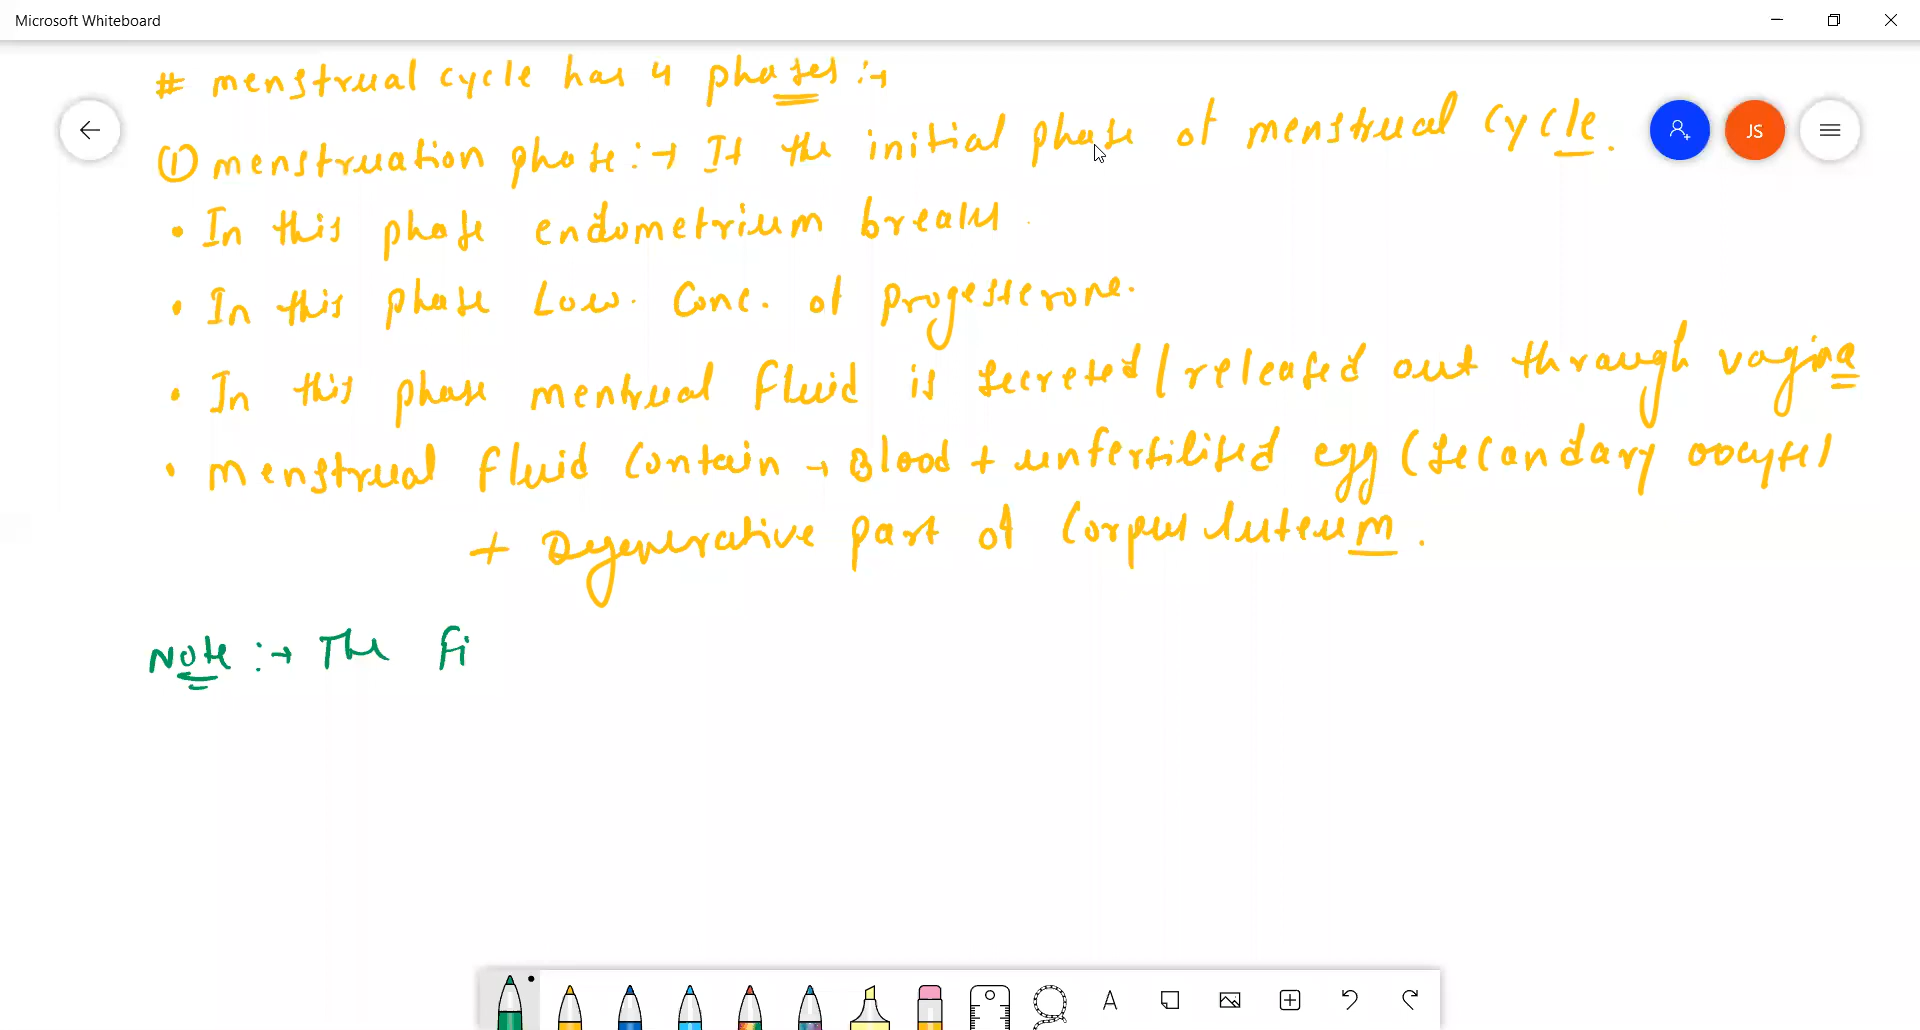 Microsoft Whiteboard
# menstrual cycle has 4 phases :→
JS
① menstruation phase :→ It the initial phase of menstrual cycle.
• In this phase endometrium breaks.
• In this phase Low. Conc. of progesterone.
• In this phase mentrual fluid is secreted / released out through vagina
• menstrual fluid contain → Blood + unfertilised egg (secondary oocyte)
+ Degenerative part of Corpus luteum.
Note :→ The Fi